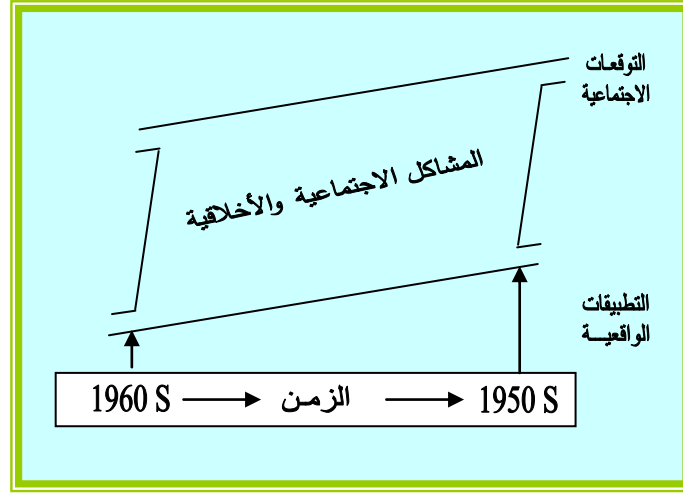 التوقعات
الاجتماعية
المشاكل الاجتماعية والأخلاقية
التطبيقات
الواقعيـــة
1960 S الزمـن 1950 S